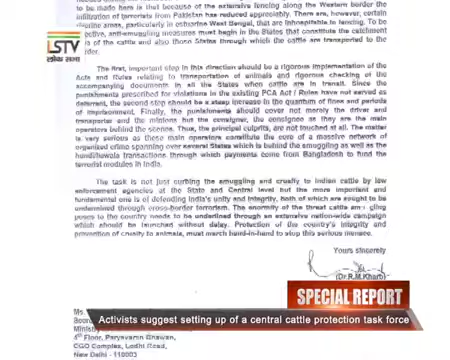 to be made here is that because of the extensive fencing along the Western border the
infiltration of terrorists from Pakistan has reduced appreciably. There are, however, certain
areas, particularly in estuarine West Bengal, that are inhospitable to fencing. To be
effective, anti-smuggling measures must begin in the States that constitute the catchment
of the cattle and also those States through which the cattle are transported to the
LSTV
लोक सभा
The first, important step in this direction should be a rigorous implementation of the
Acts and Rules relating to transportation of animals and rigorous checking of the
accompanying documents in all the States when cattle are in transit. Since the
punishments prescribed for violations of the existing PCA Act / Rules have not served as
deterrent, the second step should be a steep increase in the quantum of fines and periods
of imprisonment. Finally, the punishments should cover not merely the driver and
transporter and the minions but the consigner, the consignee as they are the main
operators behind the scenes. Thus, the principal culprits, are not touched at all. The matter
is very serious as these main operators constitute the core of a massive network of
organized crime spanning over several States which is behind the smuggling as well as the
transactions through which payments come from Bangladesh to fund the
terrorist modules in India.
The task is not just curbing the smuggling and cruelty to Indian cattle by law
enforcement agencies at the State and Central level but the more important and
fundamental one is of defending India's unity and integrity, both of which are sought to be
undermined through cross-border terrorism. The enormity of the threat cattle smuggling
poses to the country needs to be underlined through an extensive nation-wide campaign
which should be launched without delay. Protection of the country's integrity and
prevention of cruelty to animals, must march hand-in-hand to stop this serious menace.
Yours sincerely
(Dr.R.M.Kharb)
SPECIAL REPORT
Activists suggest setting up of a central cattle protection task force
Ministry
4th Floor, Paryavaran Bhawan,
CGO Complex, Lodhi Road,
New Delhi - 110003